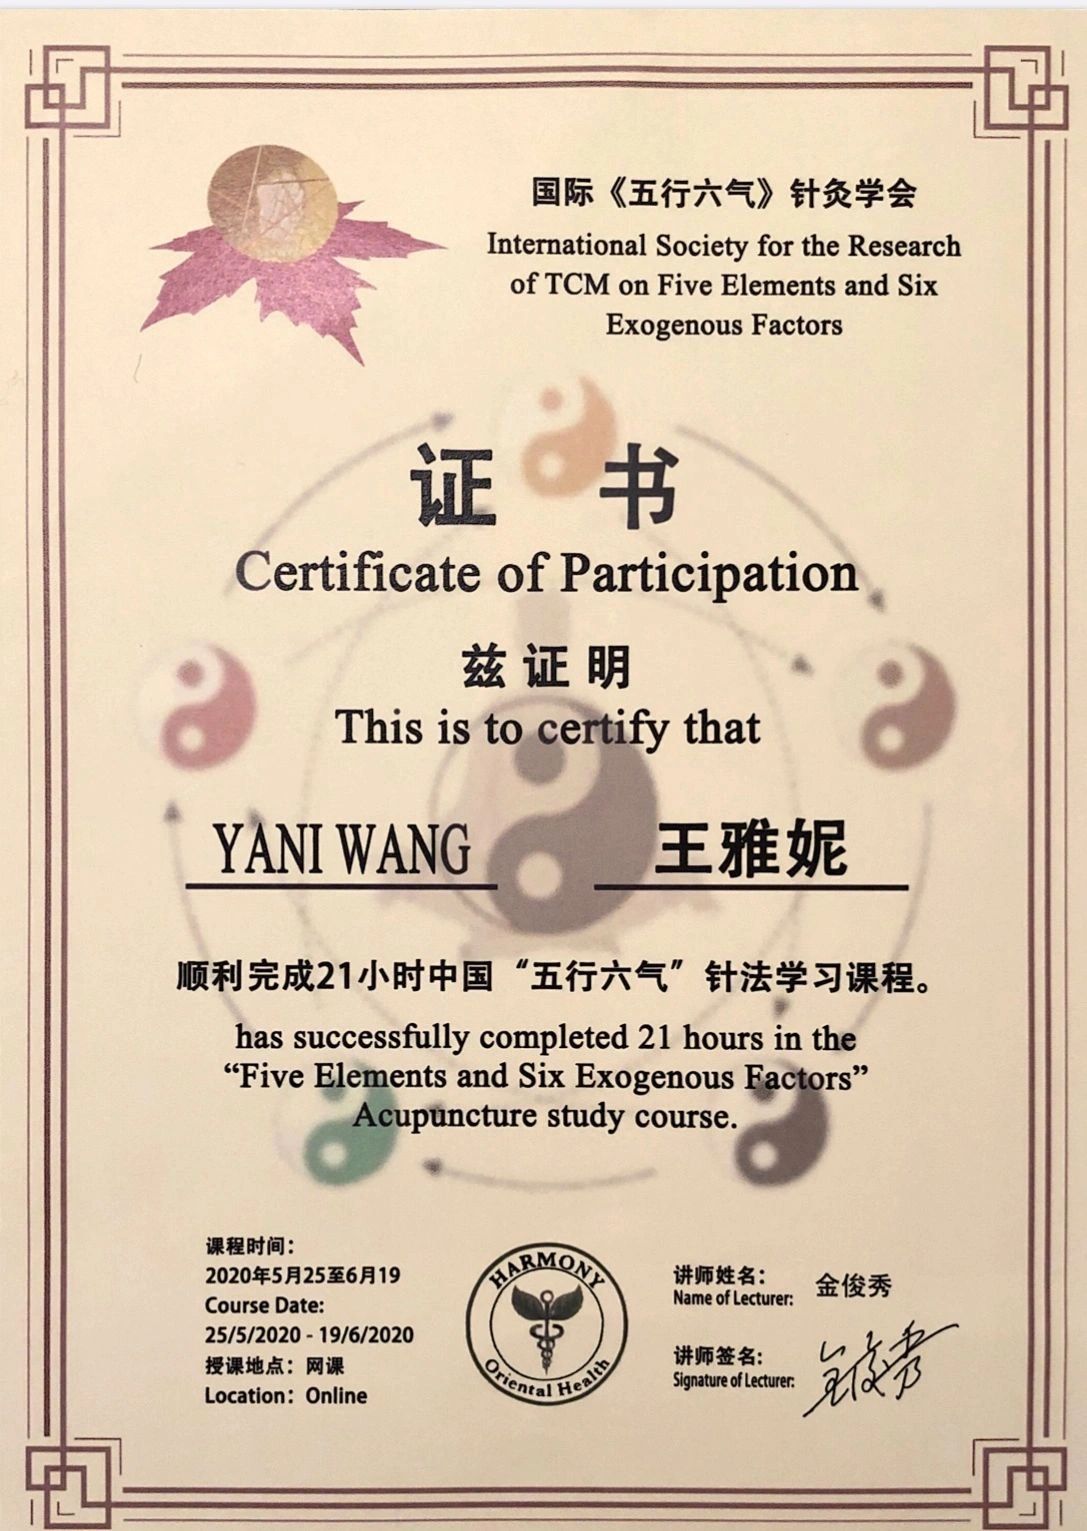 国际《五行六气》针灸学会
International Society for the Research
of TCM on Five Elements and Six
Exogenous Factors
证 书
Certificate of Participation
兹证明
This is to certify that
YANI WANG 王雅妮
顺利完成21小时中国“五行六气”针法学习课程。
has successfully completed 21 hours in the
“Five Elements and Six Exogenous Factors”
Acupuncture study course.
课程时间：
2020年5月25至6月19
Course Date:
25/5/2020 - 19/6/2020
授课地点：网课
Location：Online
HARMONY
Oriental Health
讲师姓名： 金俊秀
Name of Lecturer:
讲师签名： 金俊秀
Signature of Lecturer: